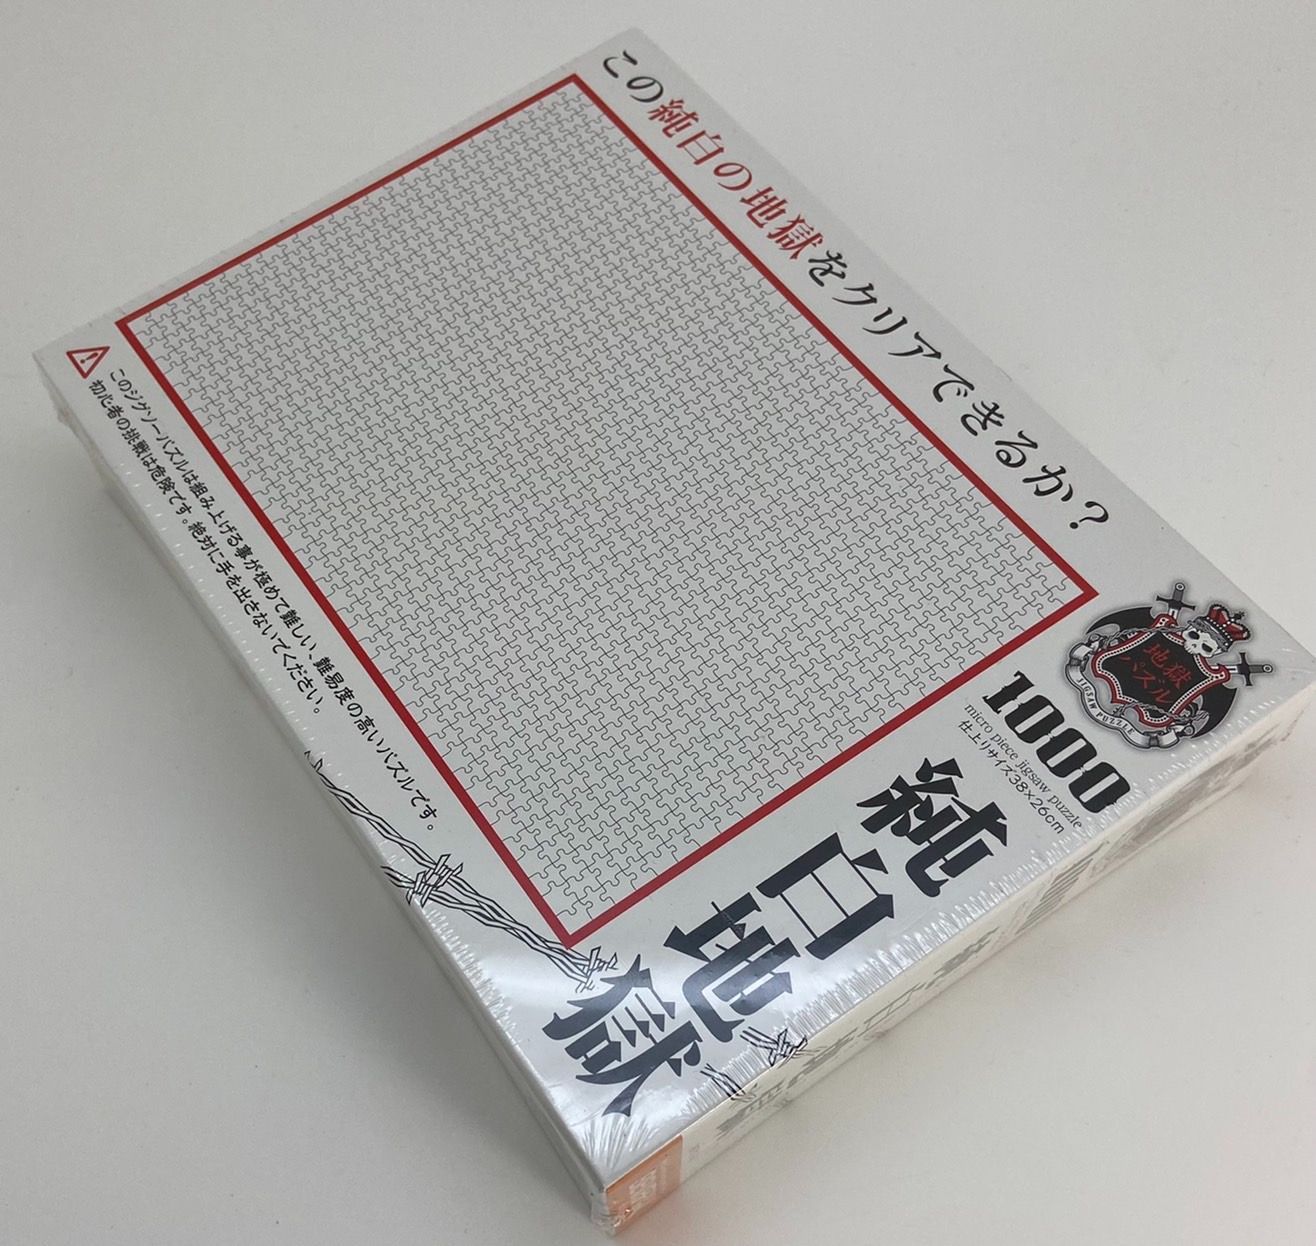 この純白の地獄をクリアできるか?
地獄
パズル
JIGSAW PUZZLE
1000
micro piece jigsaw puzzle
仕上りサイズ38×26cm
純白地獄
このジグソーパズルは組み上げる事が極めて難しい、難易度の高いパズルです。
初心者の挑戦は危険です。絶対に手を出さないでください。